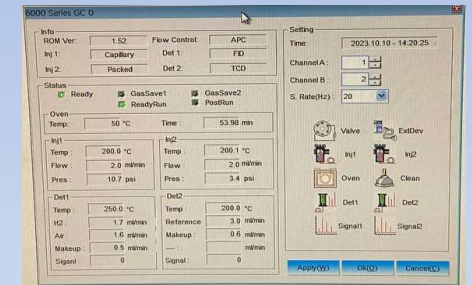 6000 Series GC 0
Info
ROM Ver: 1.52 Flow Control: APC
Inj 1: Capillary Det 1: FID
Inj 2: Packed Det 2: TCD
Status
Ready GasSave1 GasSave2
ReadyRun PostRun
Oven
Temp: 50 °C Time : 53.98 min
Inj1
Temp : 200.0 °C
Flow : 2.0 ml/min
Pres : 10.7 psi
Inj2
Temp : 200.1 °C
Flow : 2.0 ml/min
Pres : 3.4 psi
Det1
Temp : 250.0 °C
H2 : 1.7 ml/min
Air : 1.6 ml/min
Makeup : 0.5 ml/min
Siganl : 0
Det2
Temp : 200.0 °C
Reference 3.0 ml/min
Makeup : 0.6 ml/min
--- ml/min
Signal : 0
Setting
Time: 2023.10.10 - 14:20:25
Channel A : 1
Channel B : 2
S. Rate(Hz) : 20
Valve ExtDev
Inj1 Inj2
Oven Clean
Det1 Det2
Signal1 Signal2
Apply(W) Ok(O) Cancel(C)